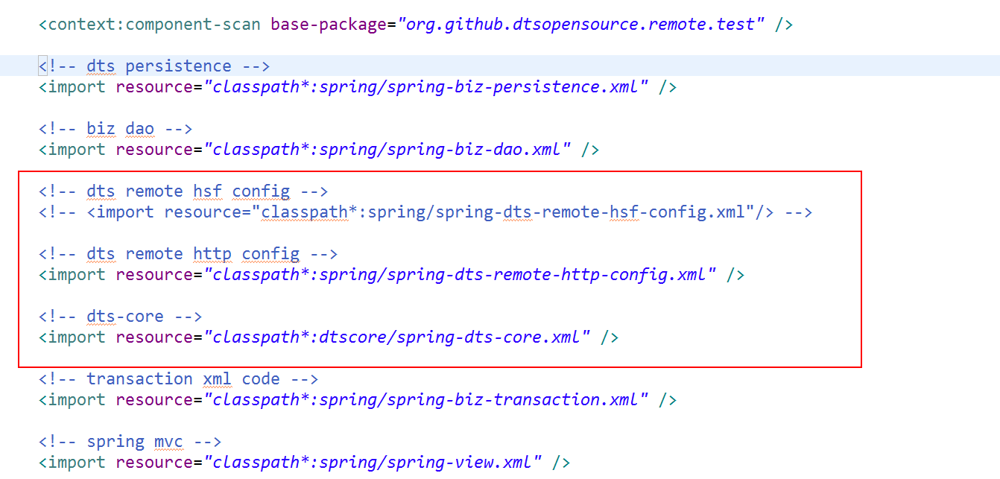 <context:component-scan base-package="org.github.dtsopensource.remote.test" />
<!-- dts persistence -->
<import resource="classpath*:spring/spring-biz-persistence.xml" />
<!-- biz dao -->
<import resource="classpath*:spring/spring-biz-dao.xml" />
<!-- dts remote hsf config -->
<!-- <import resource="classpath*:spring/spring-dts-remote-hsf-config.xml"/> -->
<!-- dts remote http config -->
<import resource="classpath*:spring/spring-dts-remote-http-config.xml" />
<!-- dts-core -->
<import resource="classpath*:dtscore/spring-dts-core.xml" />
<!-- transaction xml code -->
<import resource="classpath*:spring/spring-biz-transaction.xml" />
<!-- spring mvc -->
<import resource="classpath*:spring/spring-view.xml" />